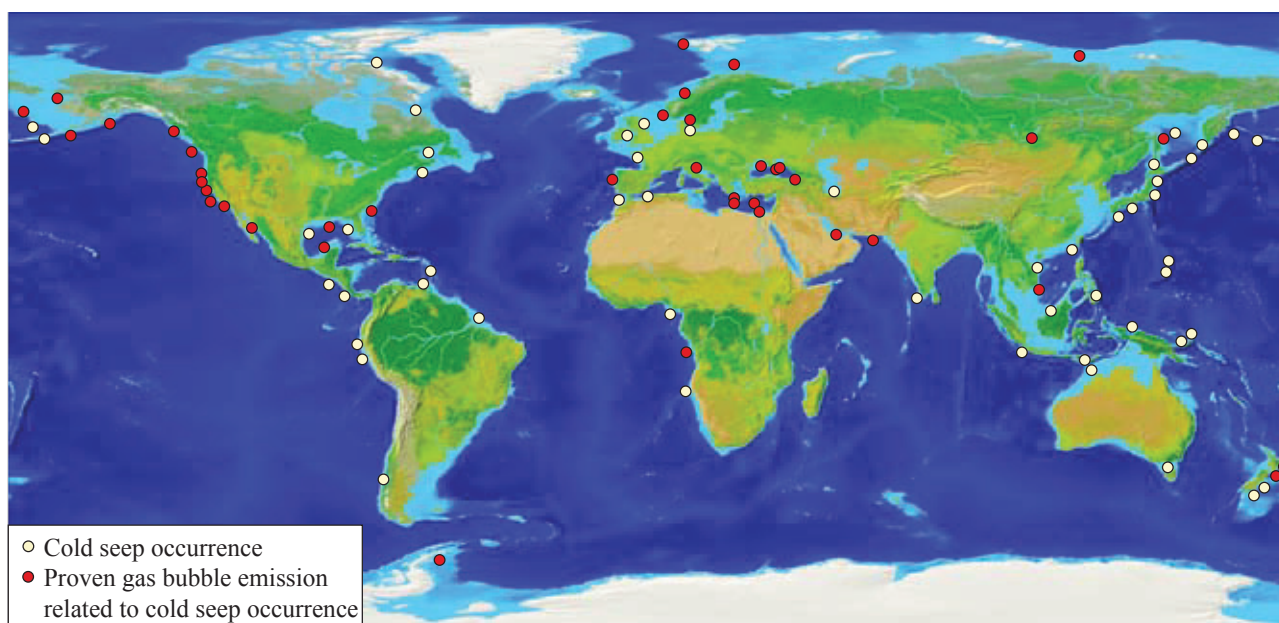 Cold seep occurrence
Proven gas bubble emission
related to cold seep occurrence